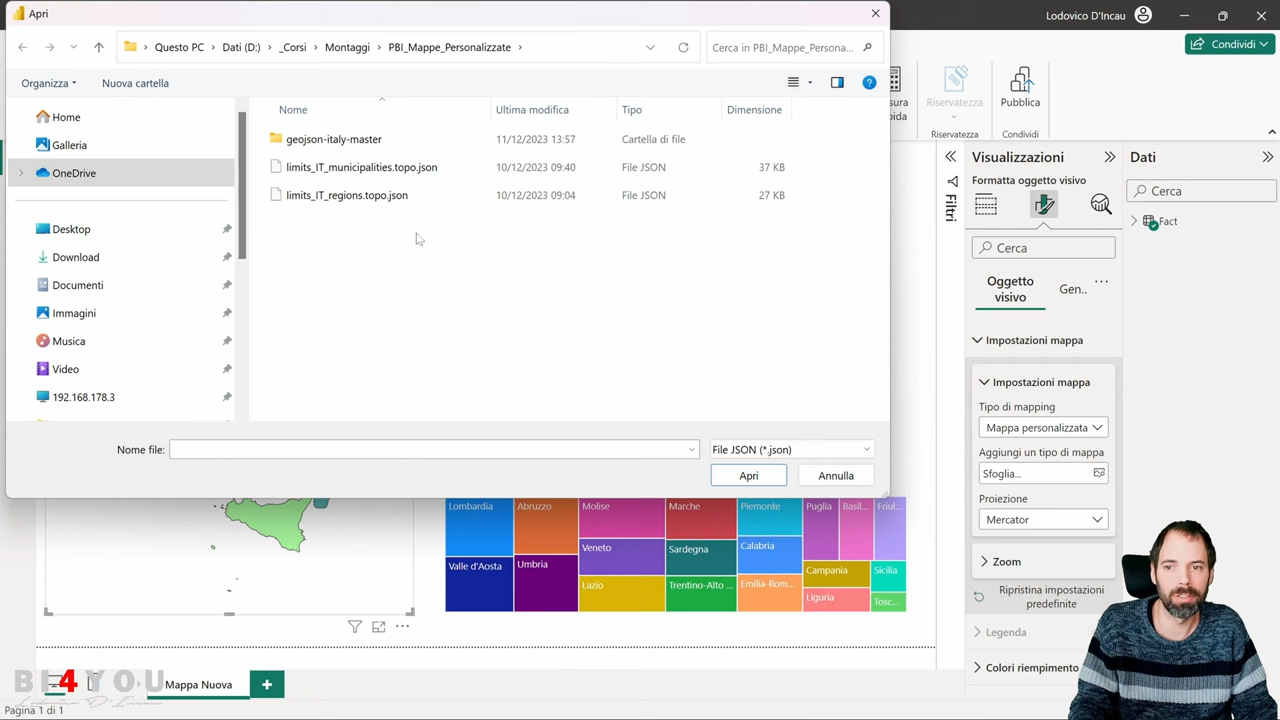 Apri
Lodovico D'Incau
Questo PC
Dati (D:)
_Corsi
Montaggi
PBI_Mappe_Personalizzate
Cerca in PBI_Mappe_Persona...
Condividi
Organizza
Nuova cartella
Riservatezza
Pubblica
Riservatezza
Condividi
Home
Galleria
OneDrive
Desktop
Download
Documenti
Immagini
Musica
Video
192.168.178.3
Nome
Ultima modifica
Tipo
Dimensione
geojson-italy-master
11/12/2023 13:57
Cartella di file
limits_IT_municipalities.topo.json
10/12/2023 09:40
File JSON
37 KB
limits_IT_regions.topo.json
10/12/2023 09:04
File JSON
27 KB
Nome file:
File JSON (*.json)
Apri
Annulla
Filtri
Visualizzazioni
Formatta oggetto visivo
Cerca
Oggetto
visivo
Gen..
Impostazioni mappa
Impostazioni mappa
Tipo di mapping
Mappa personalizzata
Aggiungi un tipo di mappa
Sfoglia...
Proiezione
Mercator
Zoom
Ripristina impostazioni
predefinite
Legenda
Colori riempimento
Dati
Cerca
Fact
Lombardia
Abruzzo
Molise
Marche
Piemonte
Puglia
Basil...
Friul...
Valle d'Aosta
Umbria
Veneto
Lazio
Sardegna
Trentino-Alto ...
Calabria
Emilia-Rom...
Campania
Liguria
Sicilia
Tosc...
BI4YOU
Lodovico D'Incau
Mappa Nuova
Pagina 1 di 1